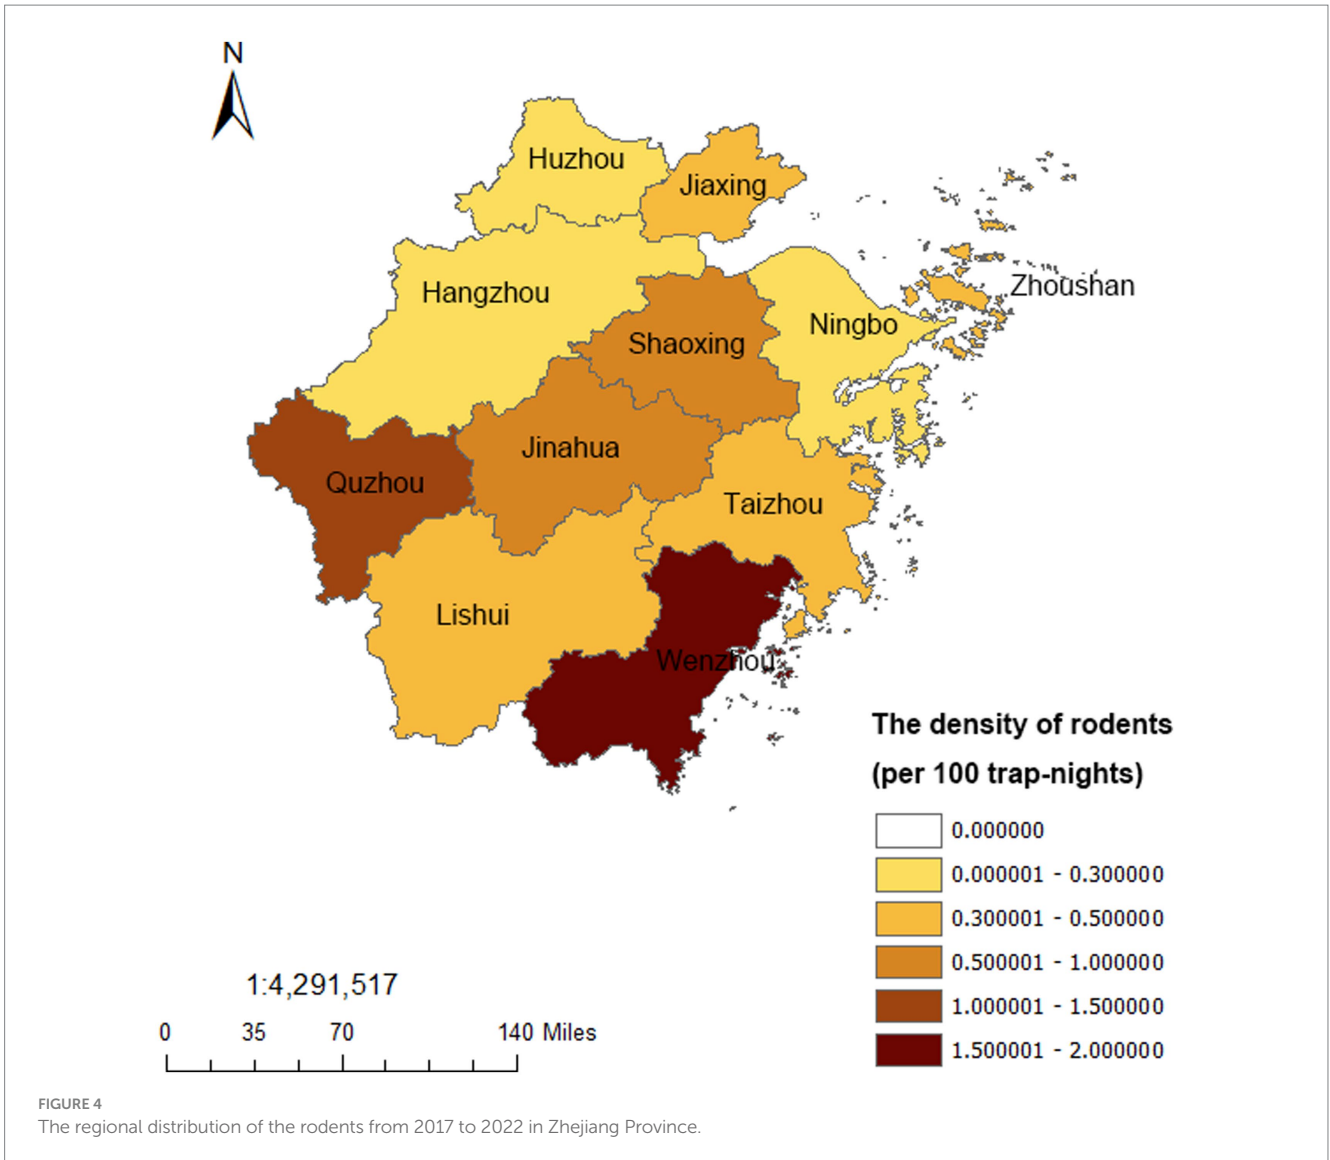 N
Huzhou
Jiaxing
Hangzhou
Zhoushan
Ningbo
Shaoxing
Jinahua
Quzhou
Taizhou
Lishui
Wenzhou
The density of rodents
(per 100 trap-nights)
0.000000
0.000001 - 0.300000
0.300001 - 0.500000
0.500001 - 1.000000
1.000001 - 1.500000
1.500001 - 2.000000
1:4,291,517
0 35 70 140 Miles
FIGURE 4
The regional distribution of the rodents from 2017 to 2022 in Zhejiang Province.